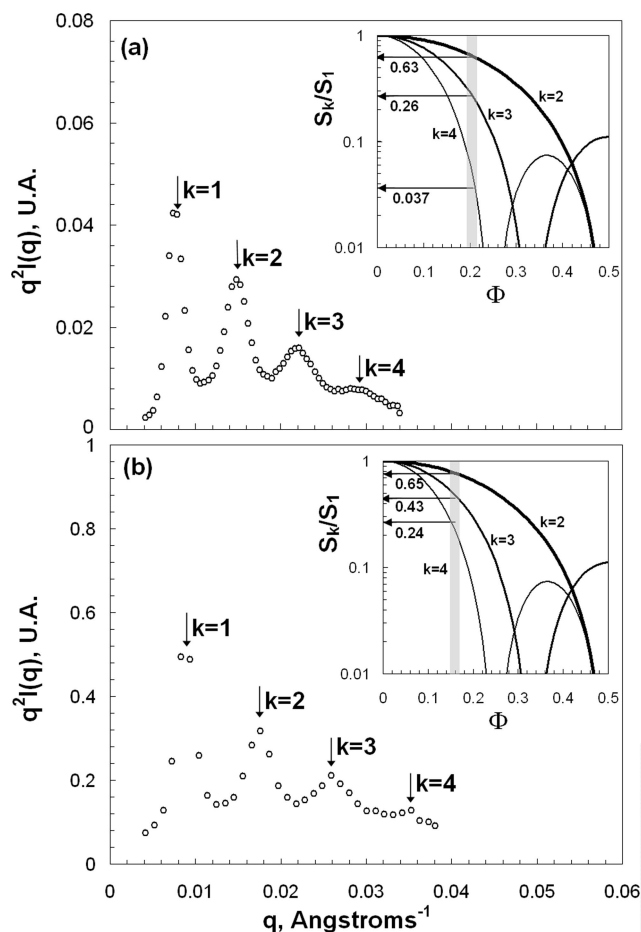 0.08
0.06
0.04
0.02
0
q²I(q), U.A.
(a)
k=1
k=2
k=3
k=4
1
0.1
0.01
Sₖ/S₁
0.63
0.26
0.037
k=2
k=3
k=4
0 0.1 0.2 0.3 0.4 0.5
Φ
1
0.8
0.6
0.4
0.2
0
q²I(q), U.A.
(b)
k=1
k=2
k=3
k=4
1
0.1
0.01
Sₖ/S₁
0.65
0.43
0.24
k=2
k=3
k=4
0 0.1 0.2 0.3 0.4 0.5
Φ
0 0.01 0.02 0.03 0.04 0.05 0.06
q, Angstroms⁻¹